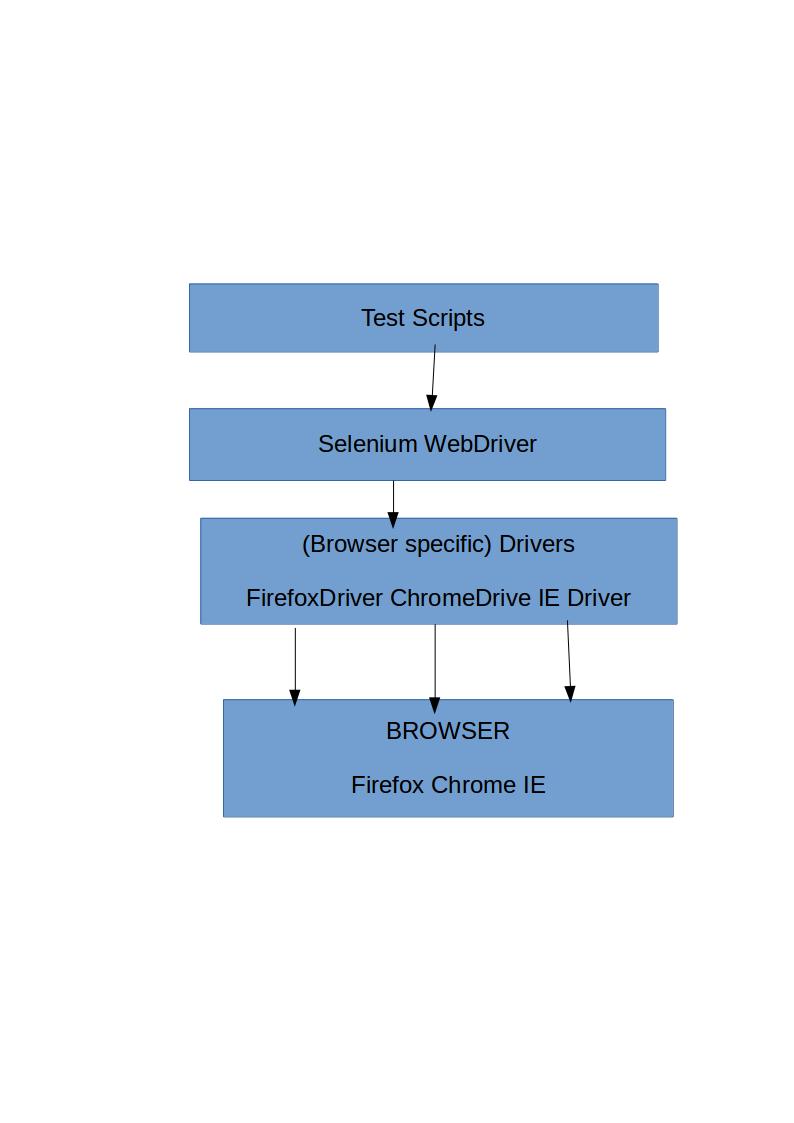 Test Scripts
Selenium WebDriver
(Browser specific) Drivers
FirefoxDriver ChromeDrive IE Driver
BROWSER
Firefox Chrome IE